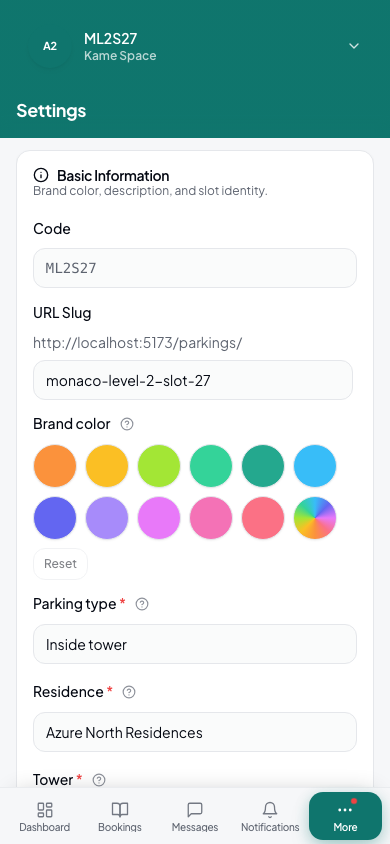 A2
ML2S27
Kame Space
Settings
Basic Information
Brand color, description, and slot identity.
Code
ML2S27
URL Slug
http://localhost:5173/parkings/
monaco-level-2-slot-27
Brand color
Reset
Parking type *
Inside tower
Residence *
Azure North Residences
Tower *
Dashboard
Bookings
Messages
Notifications
More